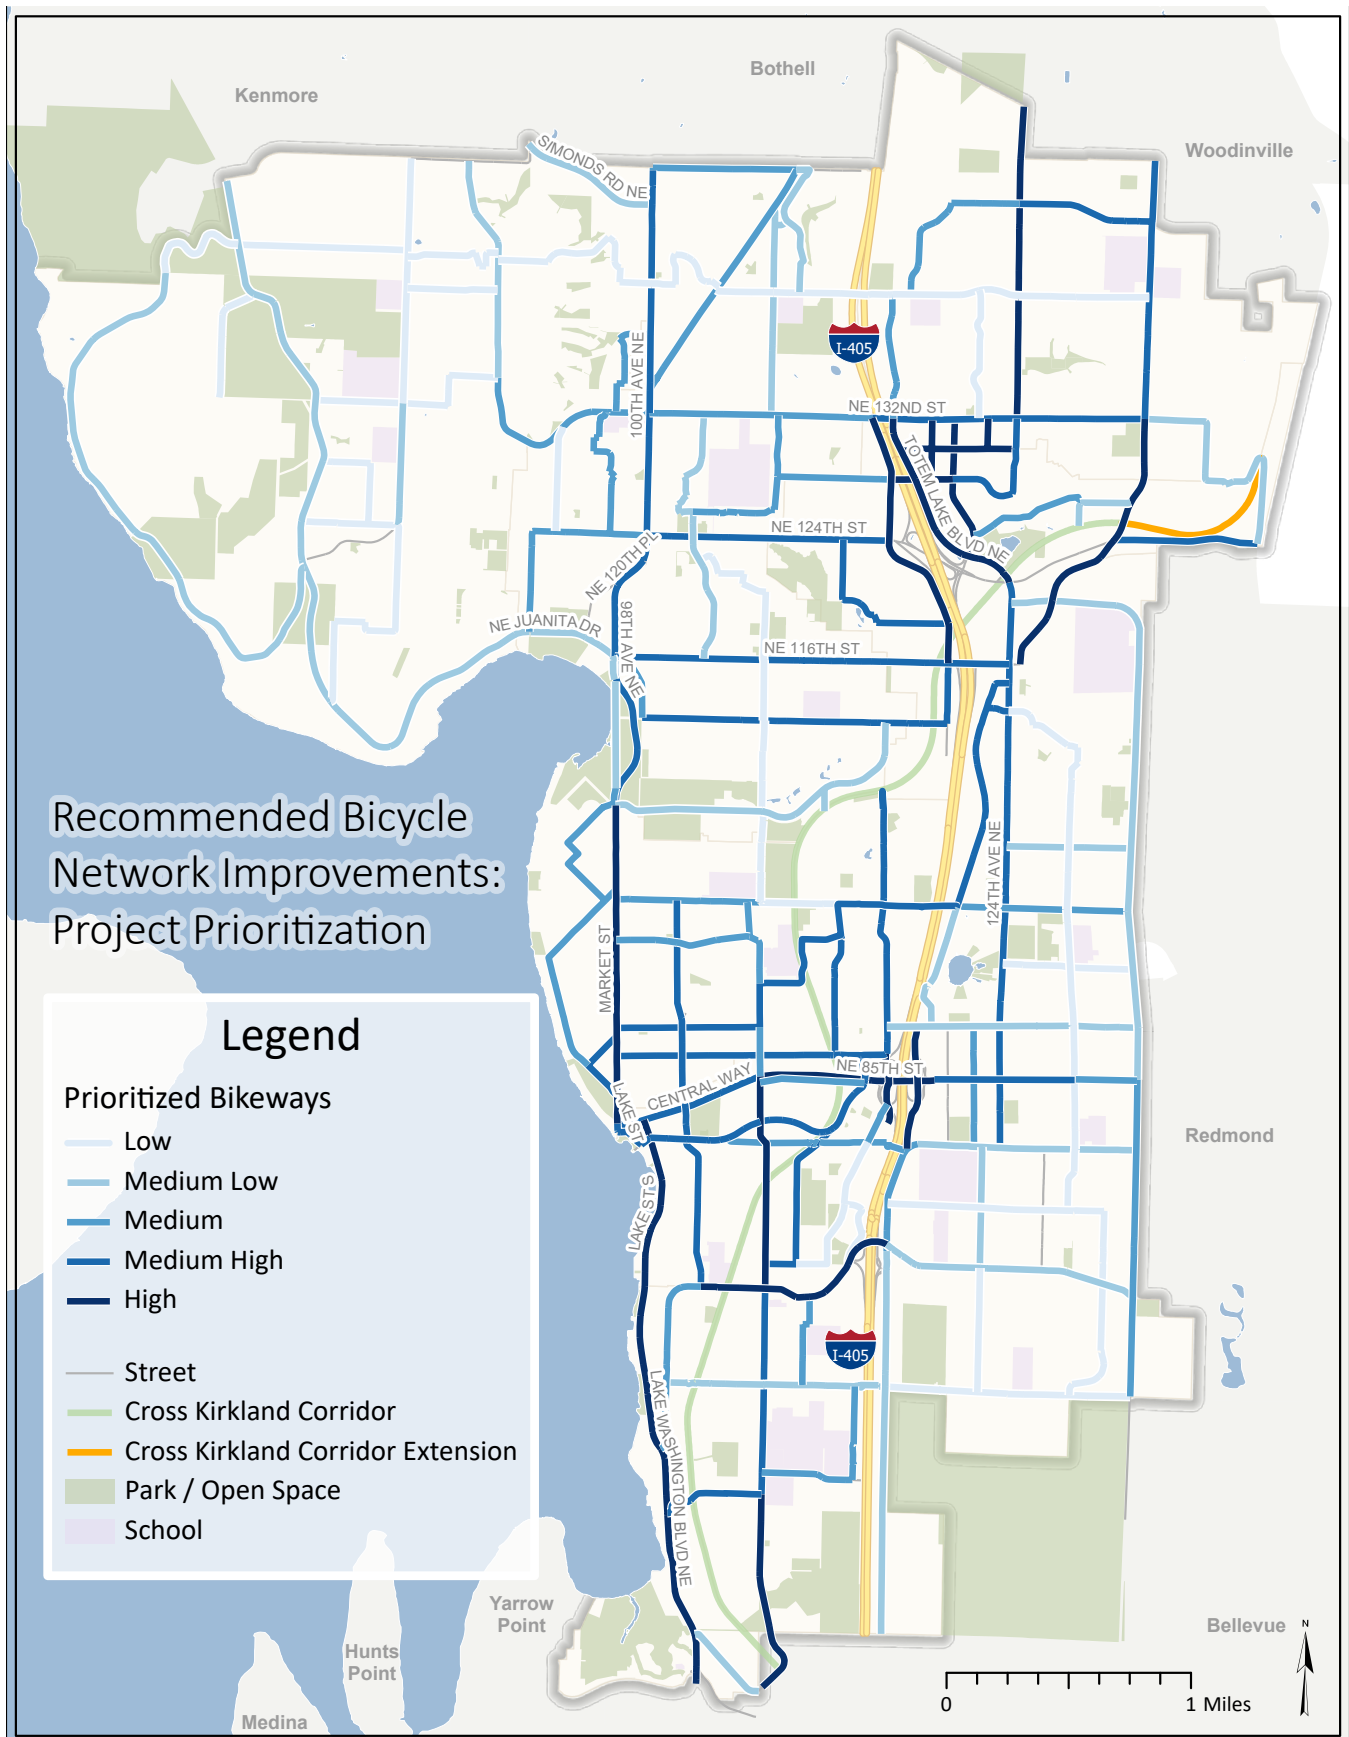 Bothell
Kenmore
Woodinville
SIMONDS RD NE
100TH AVE NE
I-405
NE 132ND ST
TOTEM LAKE BLVD NE
NE 124TH ST
NE 120TH PL
98TH AVE NE
NE JUANITA DR
NE 116TH ST
Recommended Bicycle
Network Improvements:
Project Prioritization
124TH AVE NE
MARKET ST
Legend
Prioritized Bikeways
Low
Medium Low
Medium
Medium High
High
Street
Cross Kirkland Corridor
Cross Kirkland Corridor Extension
Park / Open Space
School
NE 85TH ST
CENTRAL WAY
LAKE ST
LAKE ST S
Redmond
I-405
LAKE WASHINGTON BLVD NE
Yarrow
Point
Hunts
Point
Medina
Bellevue
N
0 1 Miles